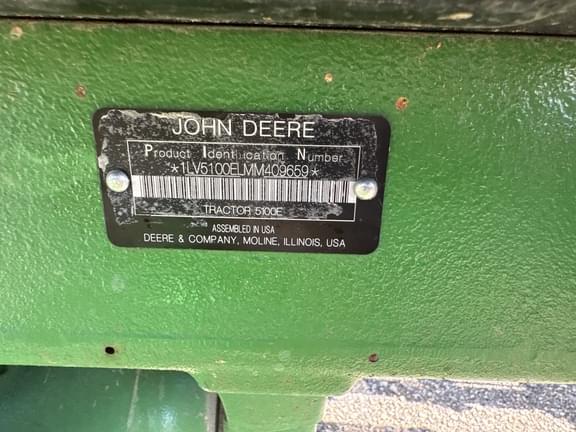 JOHN DEERE
Product Identification Number
*1LV5100ELMM409659*
TRACTOR 5100E
ASSEMBLED IN USA
DEERE & COMPANY, MOLINE, ILLINOIS, USA